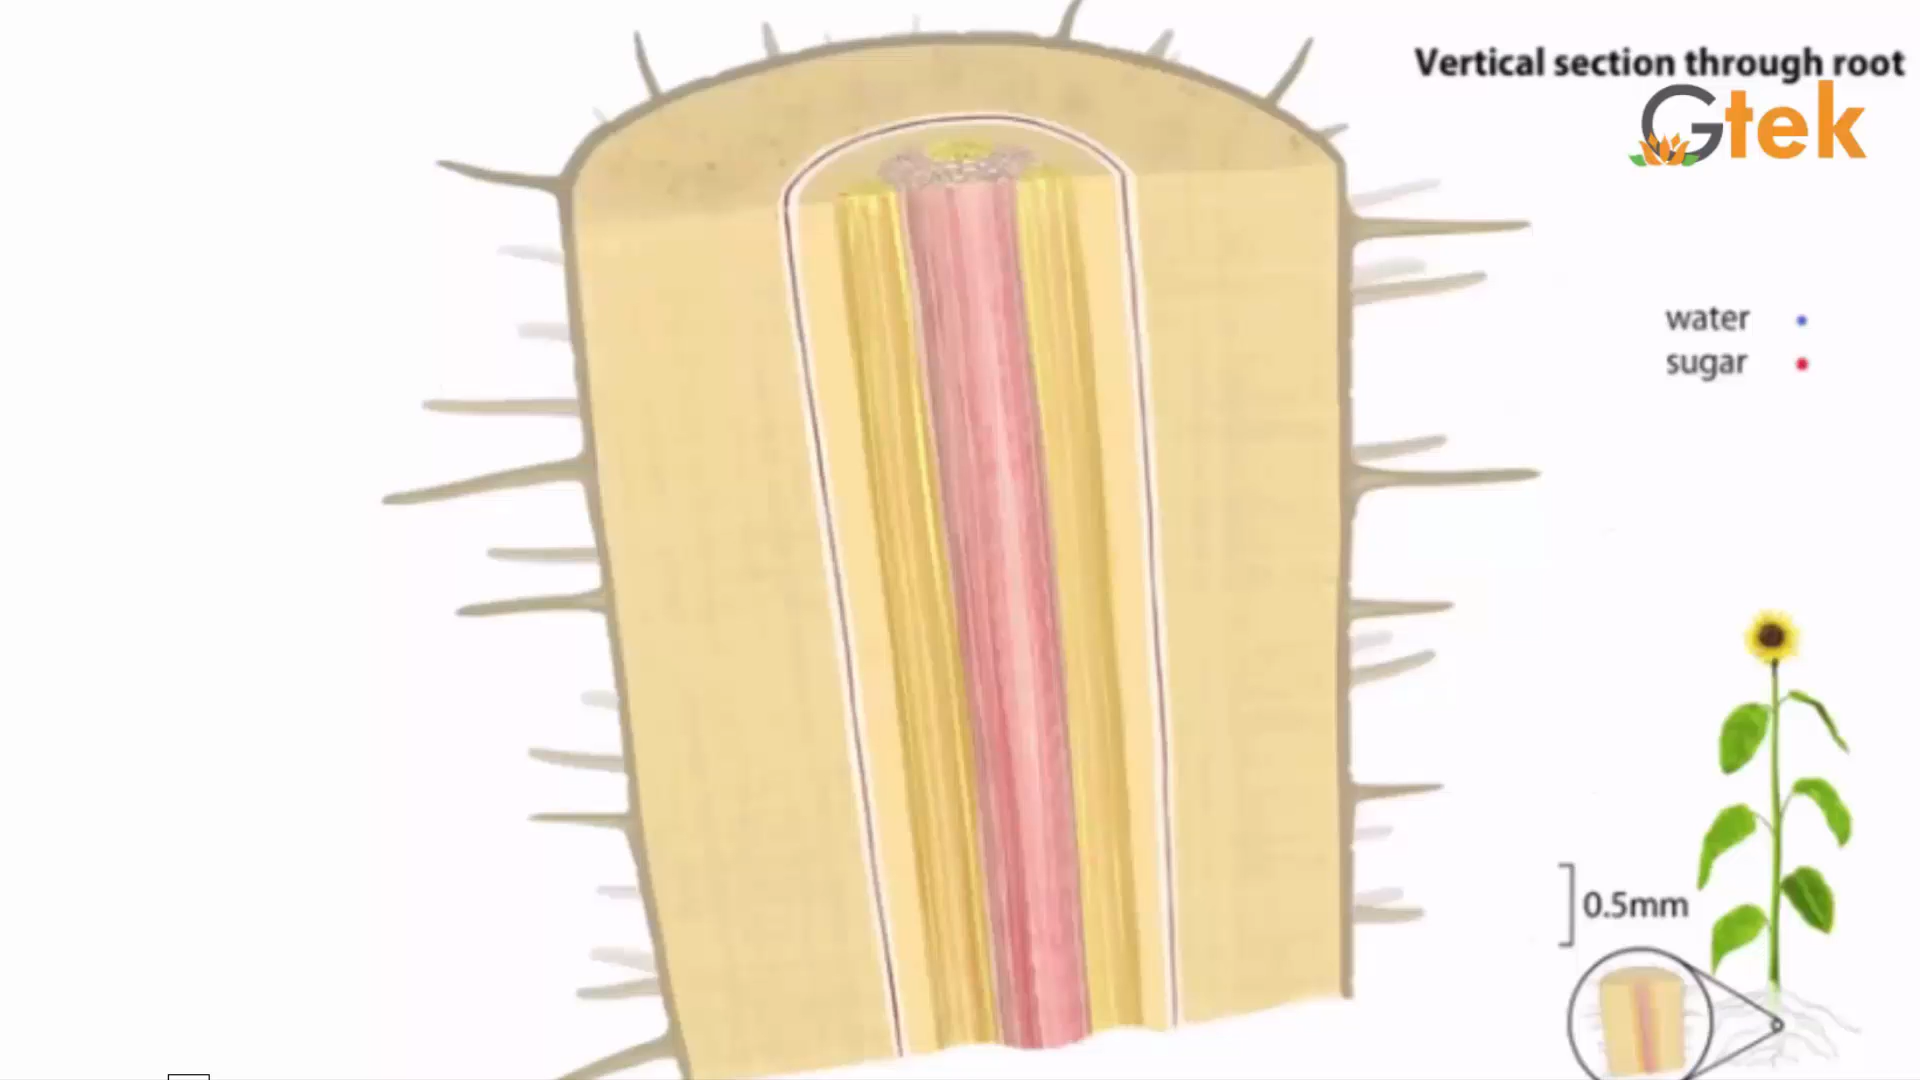 Vertical section through root
Gtek
water
sugar
0.5mm